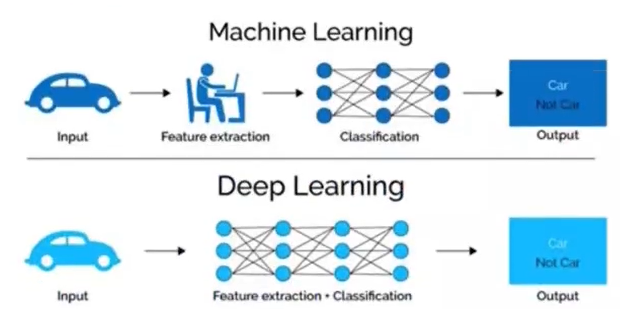 Machine Learning
Car
Not Car
Input
Feature extraction
Classification
Output
Deep Learning
Car
Not Car
Input
Feature extraction + Classification
Output